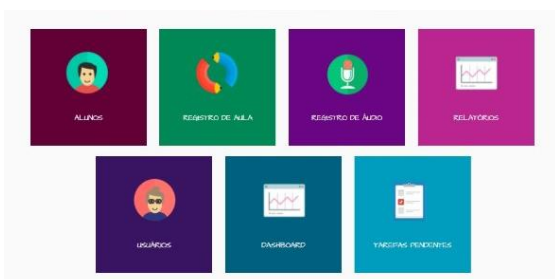 ALUNOS
REGISTRO DE AULA
REGISTRO DE ÁUDIO
RELATÓRIOS
USUÁRIOS
DASHBOARD
TAREFAS PENDENTES